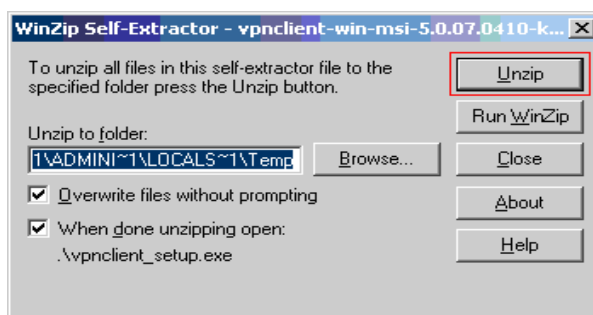 WinZip Self-Extractor - vpnclient-win-msi-5.0.07.0410-k...
To unzip all files in this self-extractor file to the
specified folder press the Unzip button.
Unzip to folder:
1\ADMINI~1\LOCALS~1\Temp
Browse...
Overwrite files without prompting
When done unzipping open:
.\vpnclient_setup.exe
Unzip
Run WinZip
Close
About
Help